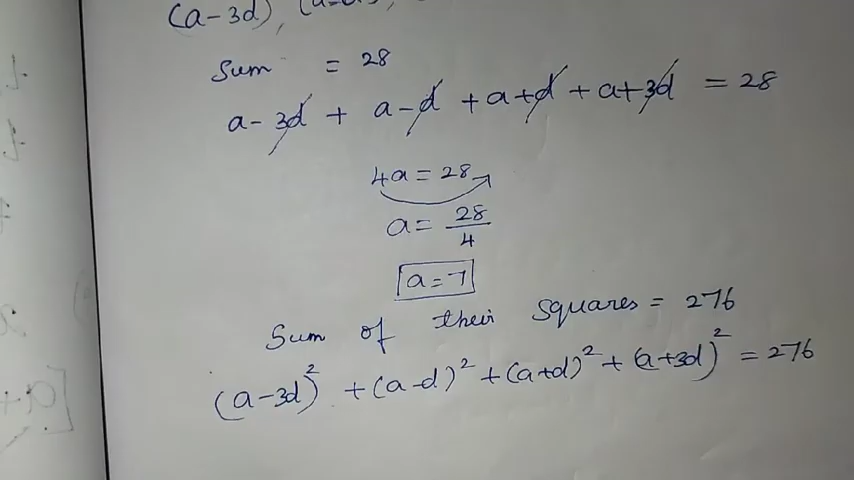 (a-3d),
Sum = 28
a-3d + a-d + a+d + a+3d = 28
4a = 28
a = 28/4
a = 7
Sum of their squares = 276
(a-3d)² + (a-d)² + (a+d)² + (a+3d)² = 276